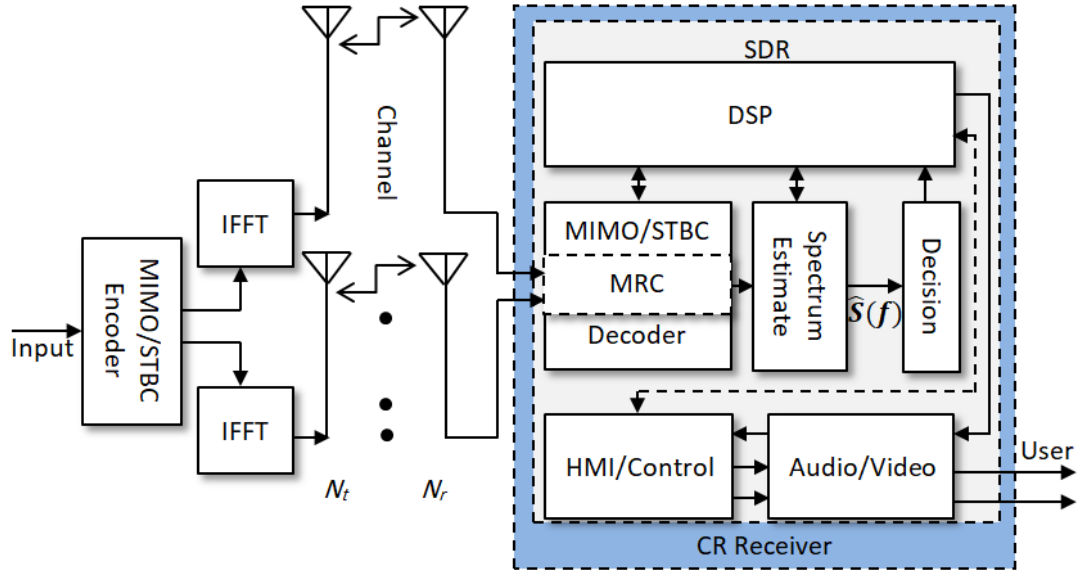 SDR
DSP
Channel
IFFT
MIMO/STBC
Encoder
Input
IFFT
MIMO/STBC
MRC
Decoder
Spectrum
Estimate
Ŝ(f)
Decision
HMI/Control
Audio/Video
User
Nt
Nr
CR Receiver